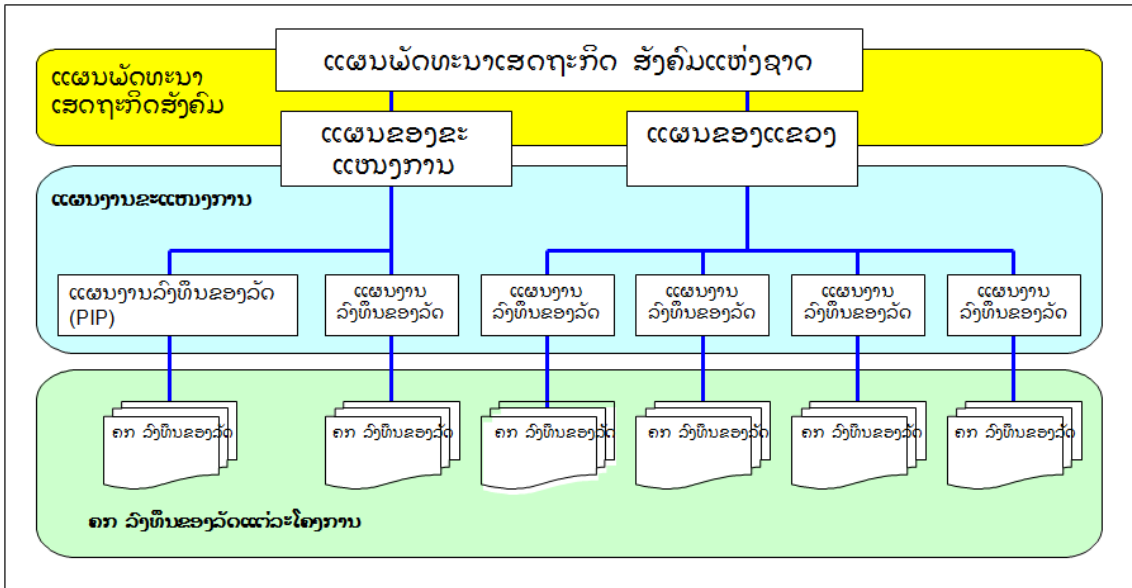 ແຜນພັດທະນາເສດຖະກິດ ສັງຄົມແຫ່ງຊາດ
ແຜນພັດທະນາ
ເສດຖະກິດສັງຄົມ
ແຜນຂອງຂະ
ແໜງການ
ແຜນຂອງແຂວງ
ແຜນງານຂະແໜງການ
ແຜນງານລົງທຶນຂອງລັດ
(PIP)
ແຜນງານ
ລົງທຶນຂອງລັດ
ແຜນງານ
ລົງທຶນຂອງລັດ
ແຜນງານ
ລົງທຶນຂອງລັດ
ແຜນງານ
ລົງທຶນຂອງລັດ
ແຜນງານ
ລົງທຶນຂອງລັດ
ຄກ ລົງທຶນຂອງລັດ
ຄກ ລົງທຶນຂອງລັດ
ຄກ ລົງທຶນຂອງລັດ
ຄກ ລົງທຶນຂອງລັດ
ຄກ ລົງທຶນຂອງລັດ
ຄກ ລົງທຶນຂອງລັດ
ຄກ ລົງທຶນຂອງລັດແຕ່ລະໂຄງການ